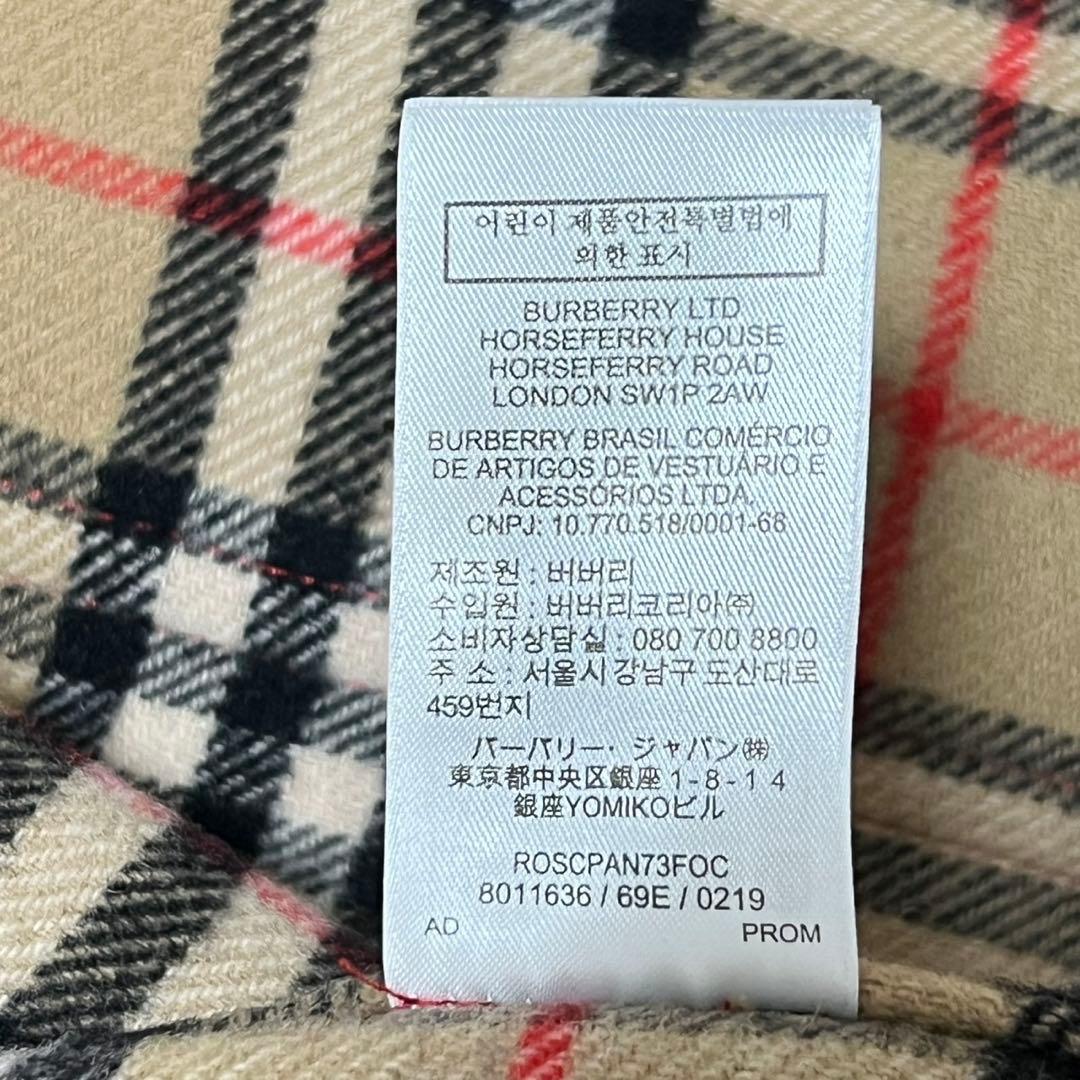 어린이 제품안전특별법에
의한 표시
BURBERRY LTD
HORSEFERRY HOUSE
HORSEFERRY ROAD
LONDON SW1P 2AW
BURBERRY BRASIL COMÉRCIO
DE ARTIGOS DE VESTUÁRIO E
ACESSÓRIOS LTDA.
CNPJ: 10.770.518/0001-68
제조원 : 버버리
수입원 : 버버리코리아㈜
소비자상담실 : 080 700 8800
주 소 : 서울시 강남구 도산대로
459번지
バーバリー・ジャパン㈱
東京都中央区銀座1-8-14
銀座YOMIKOビル
ROSCPAN73FOC
8011636 / 69E / 0219
AD PROM